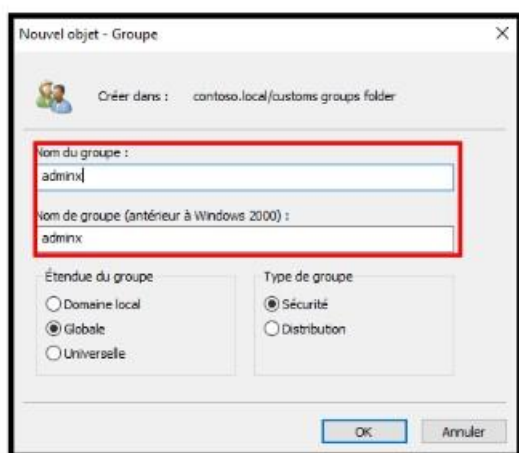 Nouvel objet - Groupe
Créer dans : contoso.local/customs groups folder
Nom du groupe :
adminx
Nom de groupe (antérieur à Windows 2000) :
adminx
Étendue du groupe
Domaine local
Globale
Universelle
Type de groupe
Sécurité
Distribution
OK Annuler